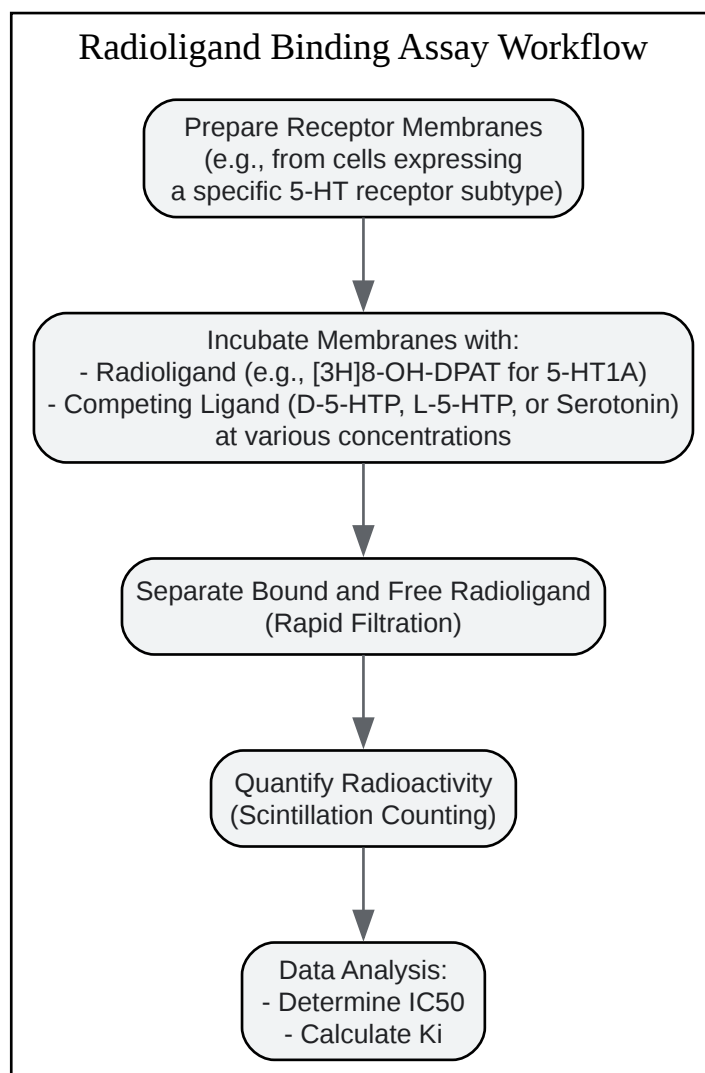 Radioligand Binding Assay Workflow
Prepare Receptor Membranes
(e.g., from cells expressing
a specific 5-HT receptor subtype)
Incubate Membranes with:
- Radioligand (e.g., [3H]8-OH-DPAT for 5-HT1A)
- Competing Ligand (D-5-HTP, L-5-HTP, or Serotonin)
at various concentrations
Separate Bound and Free Radioligand
(Rapid Filtration)
Quantify Radioactivity
(Scintillation Counting)
Data Analysis:
- Determine IC50
- Calculate Ki